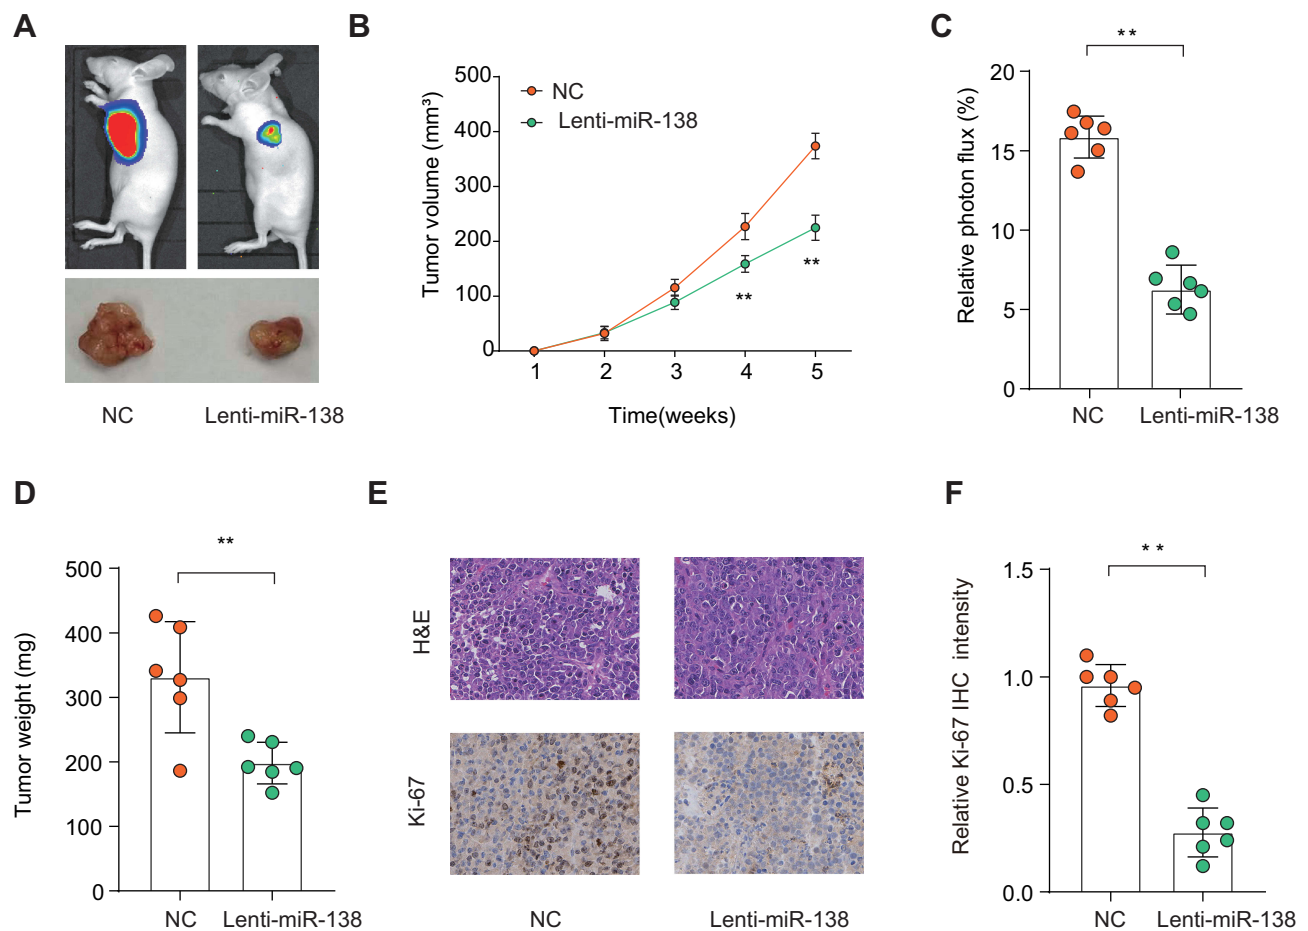 A
NC
Lenti-miR-138
B
Tumor volume (mm³)
500
400
300
200
100
0
NC
Lenti-miR-138
**
**
1 2 3 4 5
Time(weeks)
C
Relative photon flux (%)
20
15
10
5
0
**
NC
Lenti-miR-138
D
Tumor weight (mg)
500
400
300
200
100
0
**
NC
Lenti-miR-138
E
H&E
Ki-67
NC
Lenti-miR-138
F
Relative Ki-67 IHC intensity
1.5
1.0
0.5
0.0
* *
NC
Lenti-miR-138